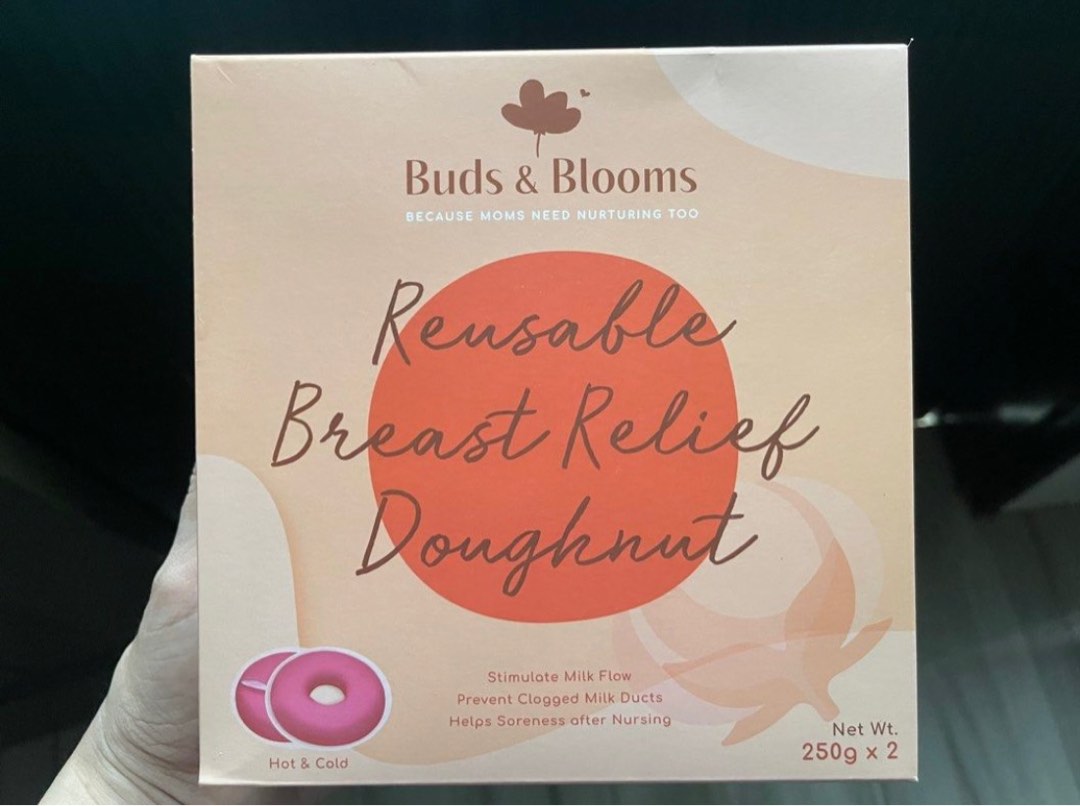 Buds & Blooms
BECAUSE MOMS NEED NURTURING TOO
Reusable
Breast Relief
Doughnut
Stimulate Milk Flow
Prevent Clogged Milk Ducts
Helps Soreness after Nursing
Hot & Cold
Net Wt.
250g x 2